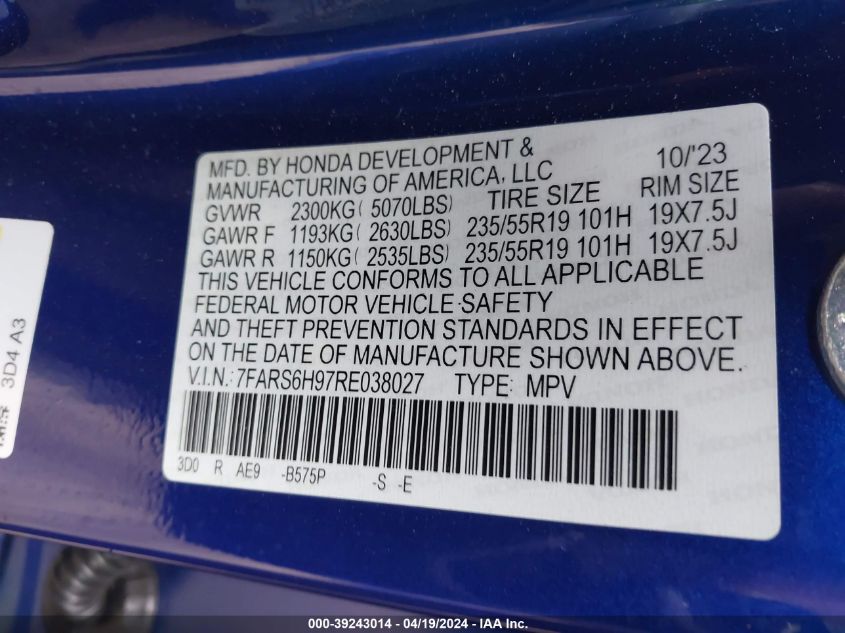 MFD. BY HONDA DEVELOPMENT & 10/'23
MANUFACTURING OF AMERICA, LLC
TIRE SIZE RIM SIZE
GVWR 2300KG( 5070LBS)
GAWR F 1193KG( 2630LBS) 235/55R19 101H 19X7.5J
GAWR R 1150KG( 2535LBS) 235/55R19 101H 19X7.5J
THIS VEHICLE CONFORMS TO ALL APPLICABLE
FEDERAL MOTOR VEHICLE SAFETY
AND THEFT PREVENTION STANDARDS IN EFFECT
ON THE DATE OF MANUFACTURE SHOWN ABOVE.
V.I.N.: 7FARS6H97RE038027 TYPE: MPV
3D0 R AE9 -B575P -S -E
3D4 A3
000-39243014 - 04/19/2024 - IAA Inc.